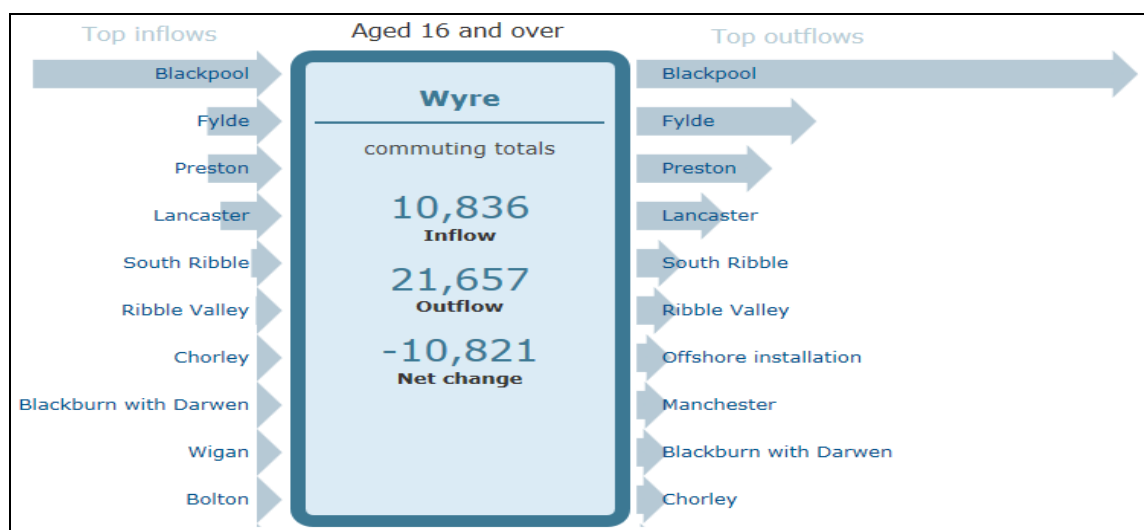 Top inflows
Aged 16 and over
Top outflows
Blackpool
Fylde
Preston
Lancaster
South Ribble
Ribble Valley
Chorley
Blackburn with Darwen
Wigan
Bolton
Wyre
commuting totals
10,836
Inflow
21,657
Outflow
-10,821
Net change
Blackpool
Fylde
Preston
Lancaster
South Ribble
Ribble Valley
Offshore installation
Manchester
Blackburn with Darwen
Chorley